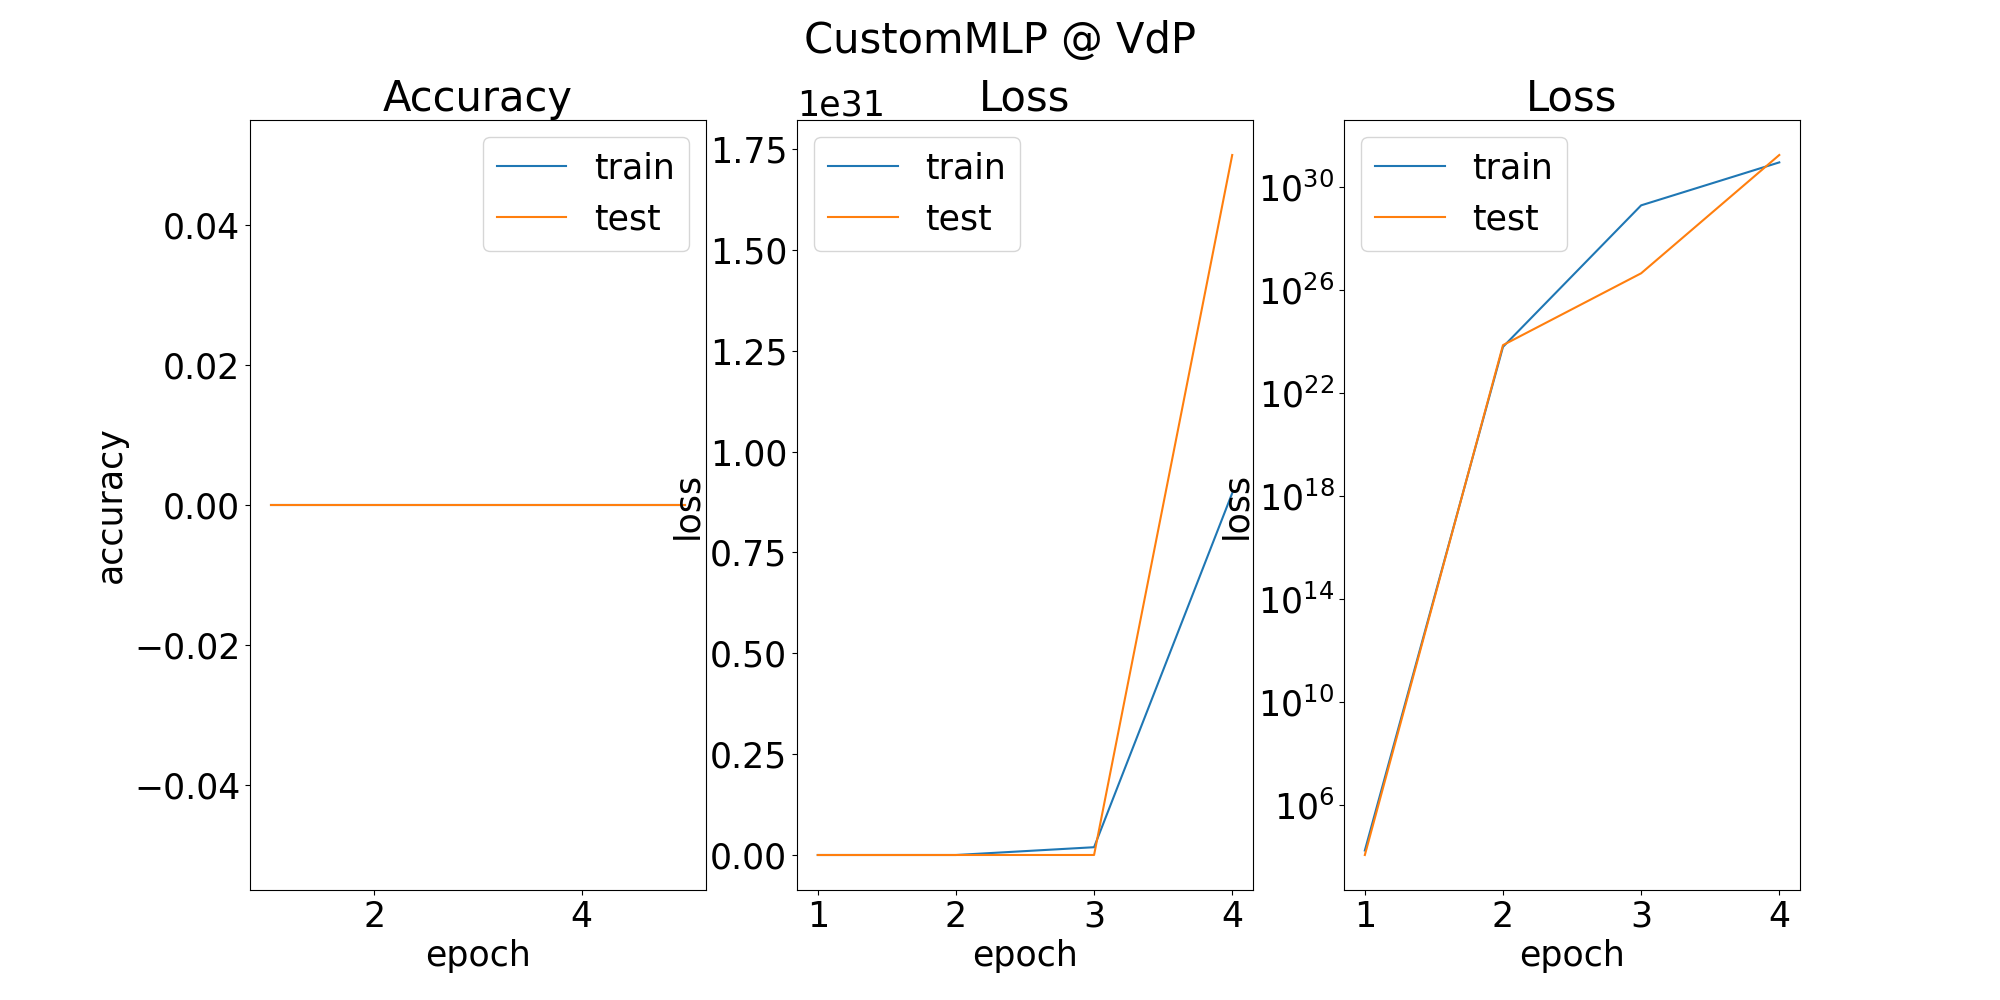 CustomMLP @ VdP
Accuracy
train
test
0.04
0.02
0.00
−0.02
−0.04
accuracy
2 4
epoch
Loss
1e31
train
test
1.75
1.50
1.25
1.00
0.75
0.50
0.25
0.00
loss
1 2 3 4
epoch
Loss
train
test
10^30
10^26
10^22
10^18
10^14
10^10
10^6
loss
1 2 3 4
epoch